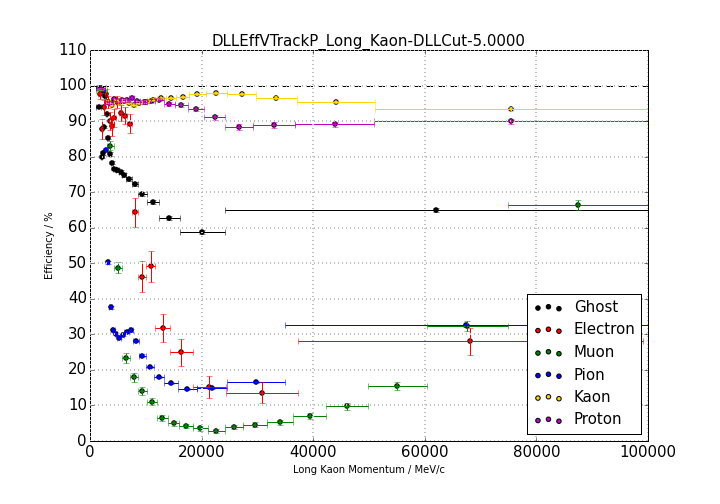 DLLEffVTrackP_Long_Kaon-DLLCut-5.0000
110
100
90
80
70
60
50
40
30
20
10
0
Efficiency / %
0 20000 40000 60000 80000 100000
Long Kaon Momentum / MeV/c
Ghost
Electron
Muon
Pion
Kaon
Proton